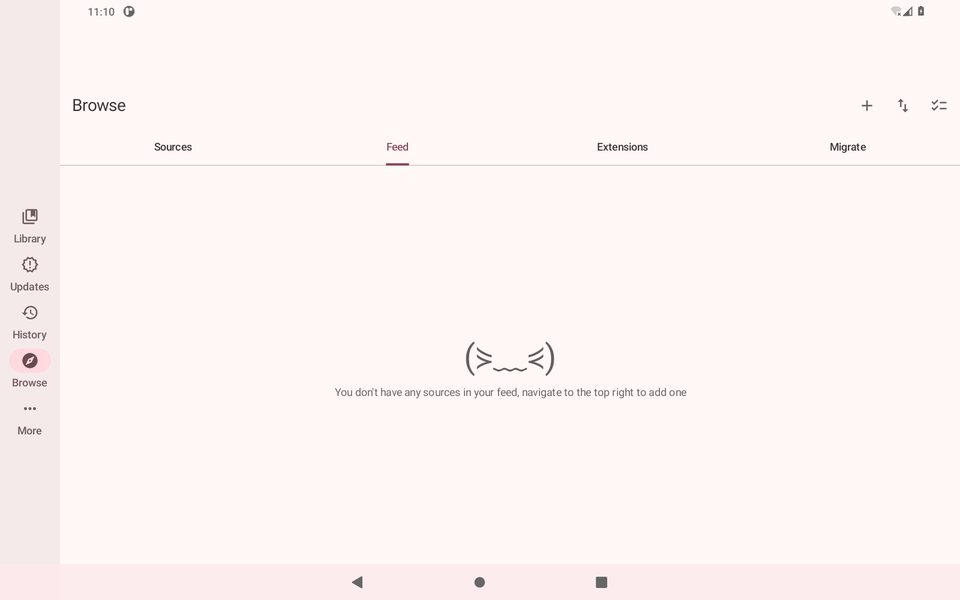 11:10
Browse
Sources
Feed
Extensions
Migrate
Library
Updates
History
Browse
More
(⋟﹏⋞)
You don't have any sources in your feed, navigate to the top right to add one